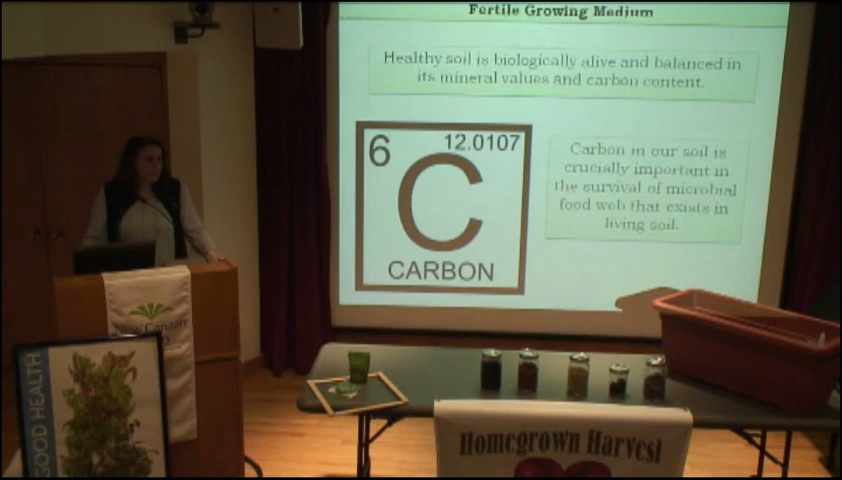 Fertile Growing Medium
Healthy soil is biologically alive and balanced in
its mineral values and carbon content.
6
12.0107
C
CARBON
Carbon in our soil is
crucially important in
the survival of microbial
food web that exists in
living soil.
New Canaan
GOOD HEALTH
Homegrown Harvest